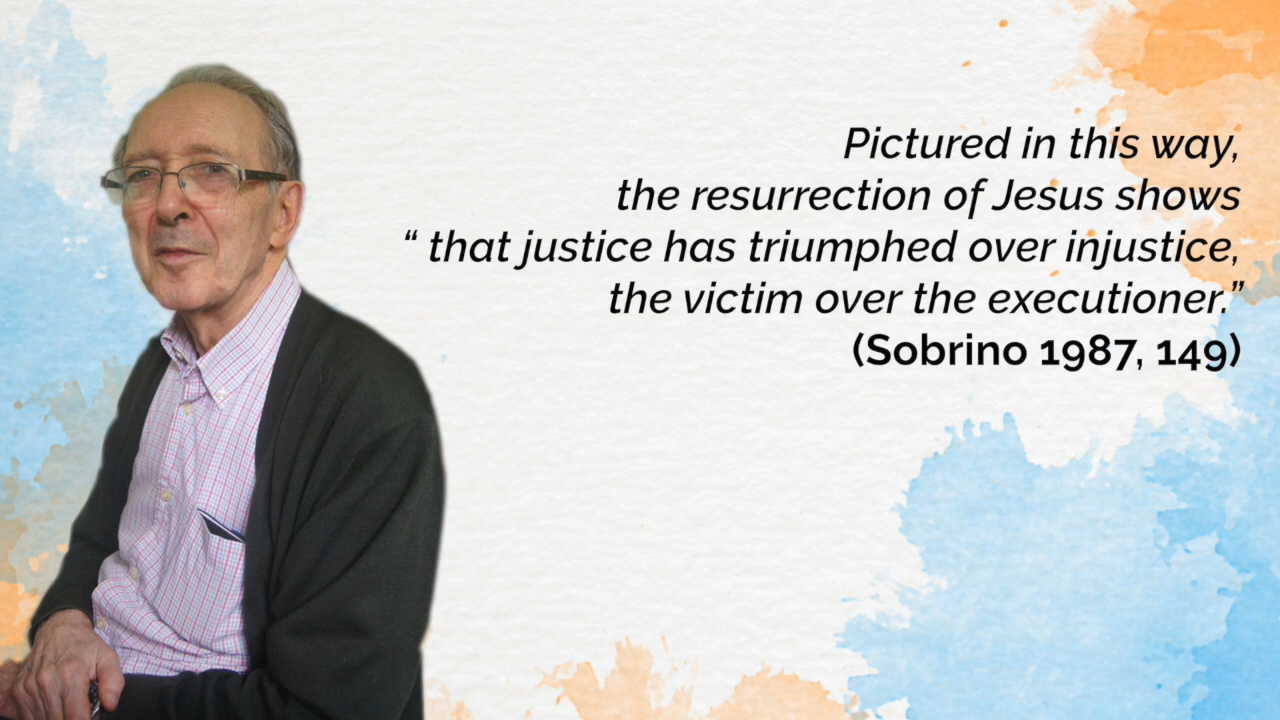 Pictured in this way,
the resurrection of Jesus shows
“ that justice has triumphed over injustice,
the victim over the executioner.”
(Sobrino 1987, 149)